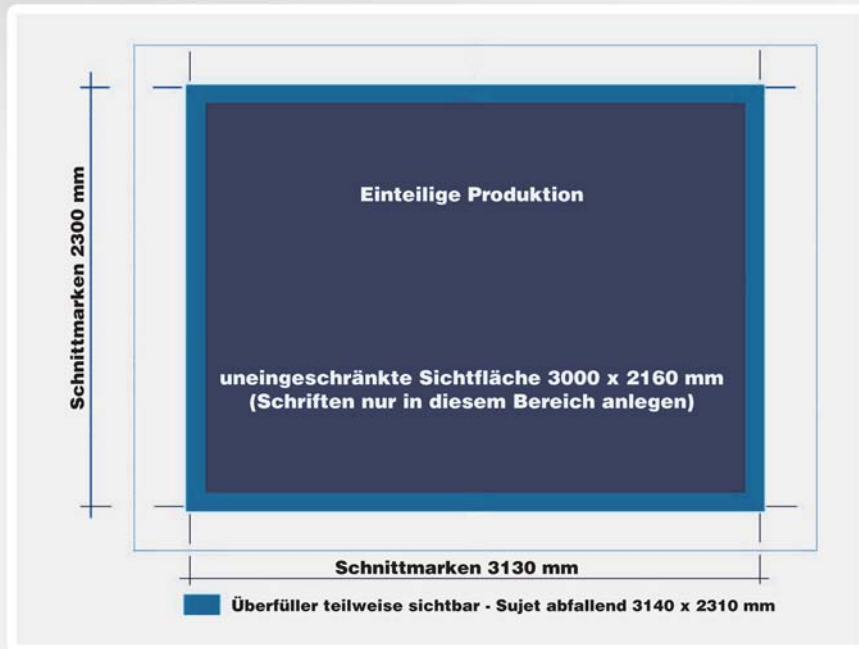 Einteilige Produktion
uneingeschränkte Sichtfläche 3000 x 2160 mm
(Schriften nur in diesem Bereich anlegen)
Schnittmarken 2300 mm
Schnittmarken 3130 mm
Überfüller teilweise sichtbar - Sujet abfallend 3140 x 2310 mm